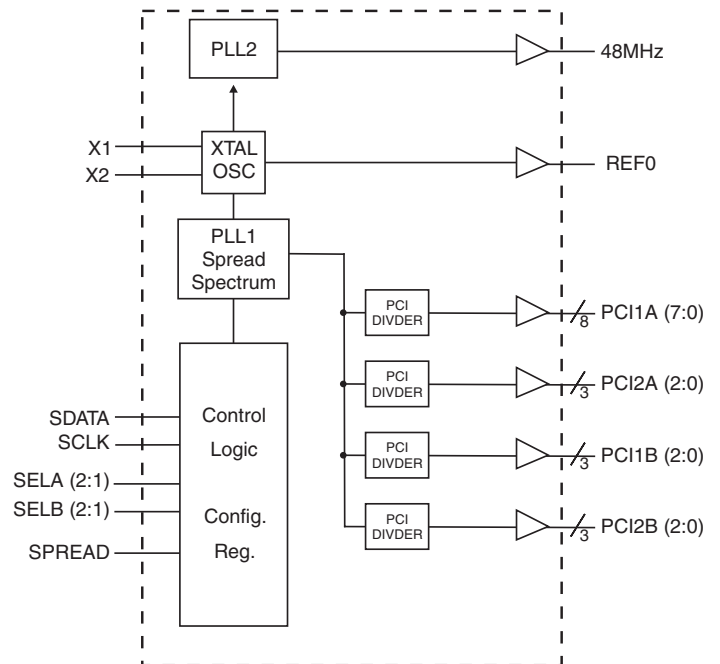 PLL2
48MHz
X1
X2
XTAL
OSC
REF0
PLL1
Spread
Spectrum
PCI
DIVDER
8
PCI1A (7:0)
PCI
DIVDER
3
PCI2A (2:0)
SDATA
SCLK
SELA (2:1)
SELB (2:1)
SPREAD
Control
Logic
Config.
Reg.
PCI
DIVDER
3
PCI1B (2:0)
PCI
DIVDER
3
PCI2B (2:0)